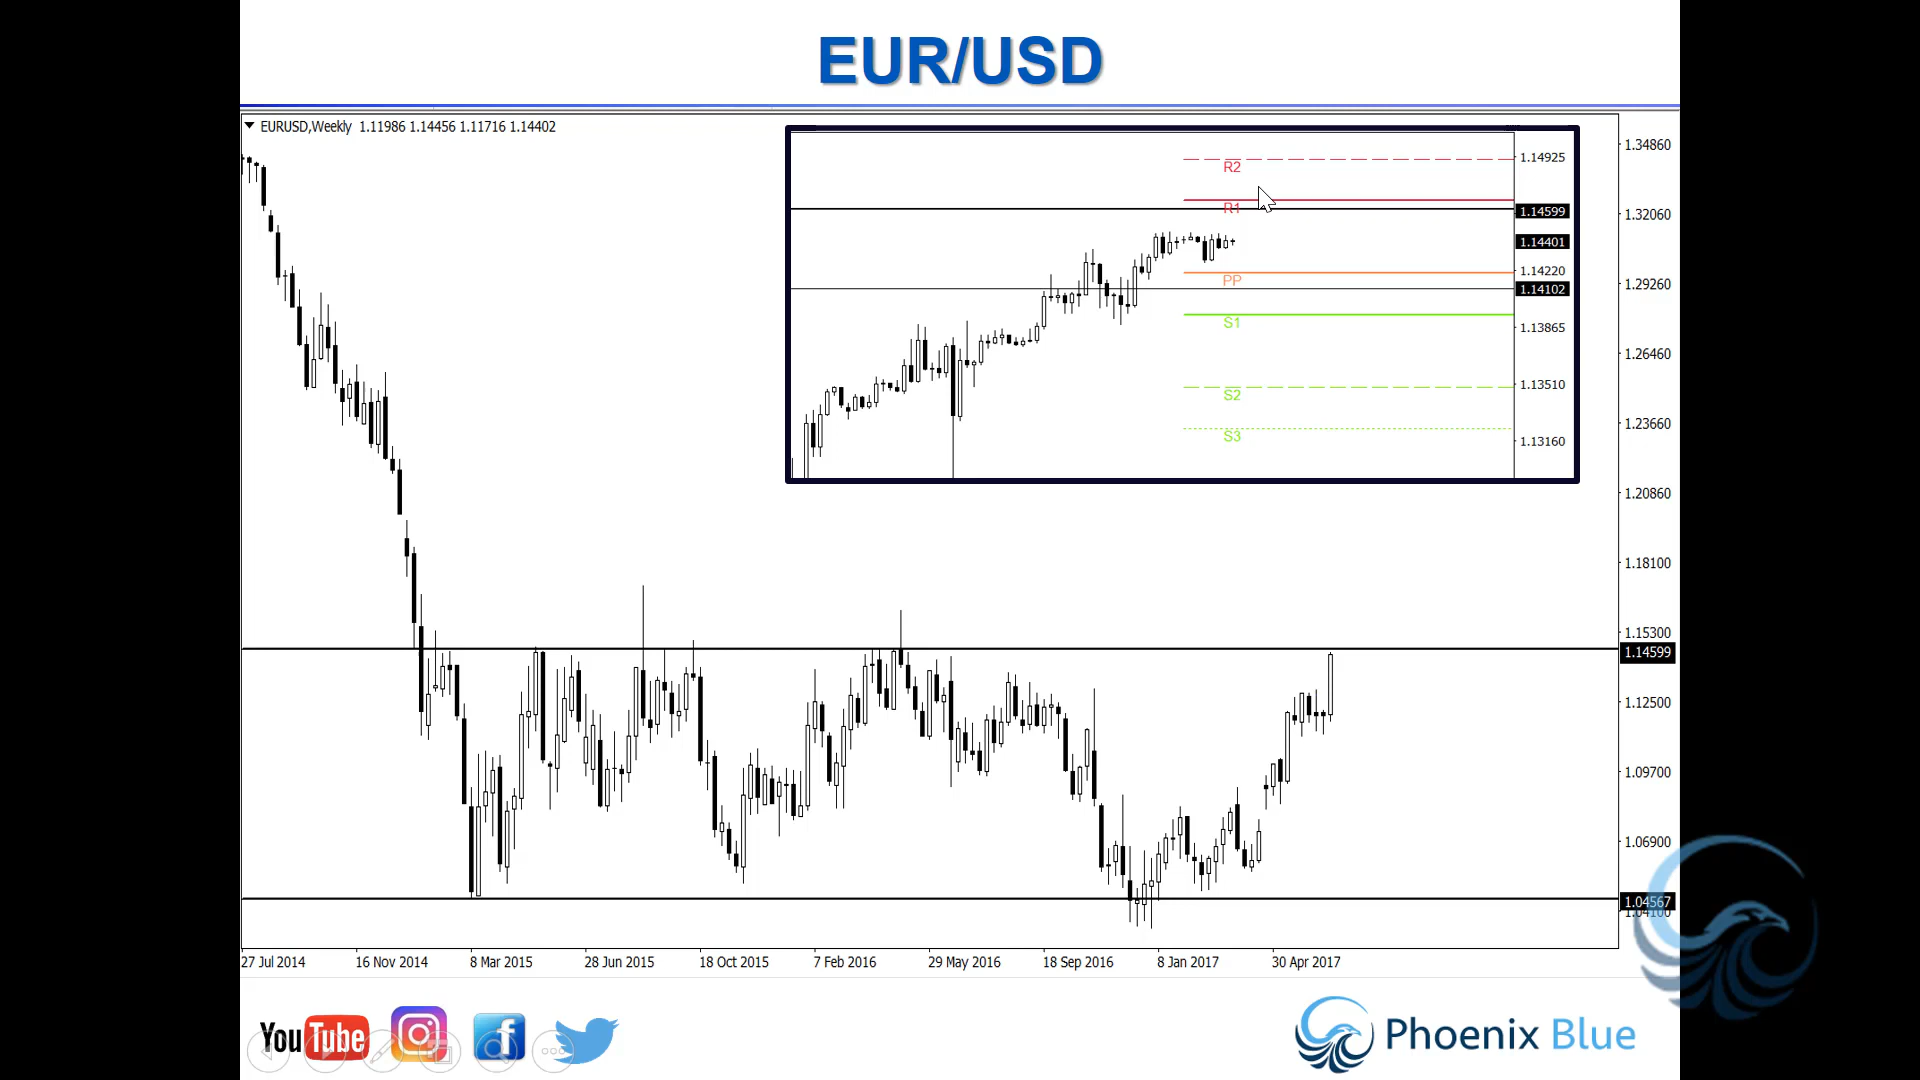 EUR/USD
EURUSD,Weekly 1.11986 1.14456 1.11716 1.14402
R2
R1
PP
S1
S2
S3
1.14925
1.14599
1.14401
1.14220
1.14102
1.13865
1.13510
1.13160
1.34860
1.32060
1.29260
1.26460
1.23660
1.20860
1.18100
1.15300
1.14599
1.12500
1.09700
1.06900
1.04567
1.04100
27 Jul 2014 16 Nov 2014 8 Mar 2015 28 Jun 2015 18 Oct 2015 7 Feb 2016 29 May 2016 18 Sep 2016 8 Jan 2017 30 Apr 2017
You Tube
f
Phoenix Blue